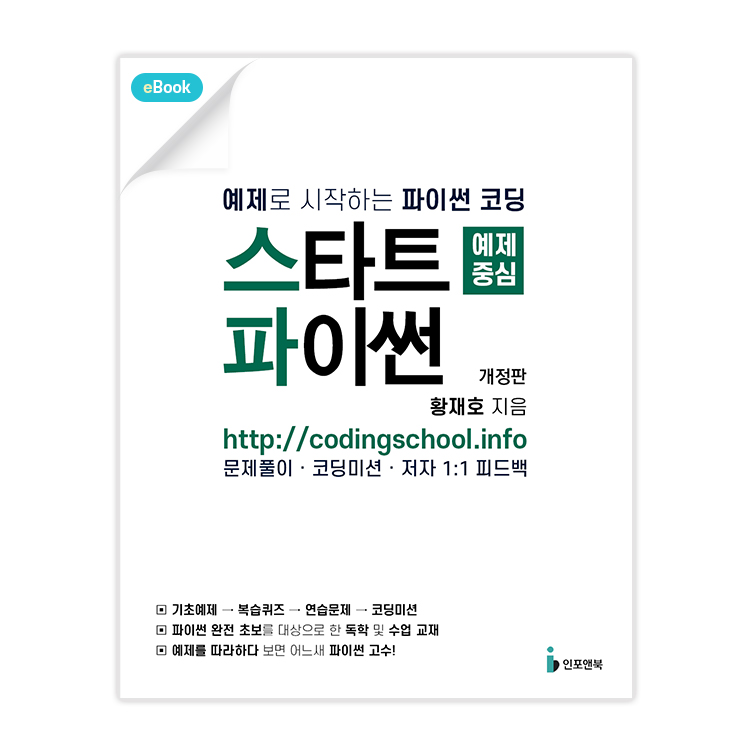 eBook
예제로 시작하는 파이썬 코딩
스타트
예제
중심
파이썬
개정판
황재호 지음
http://codingschool.info
문제풀이 · 코딩미션 · 저자 1:1 피드백
▣ 기초예제 → 복습퀴즈 → 연습문제 → 코딩미션
▣ 파이썬 완전 초보를 대상으로 한 독학 및 수업 교재
▣ 예제를 따라하다 보면 어느새 파이썬 고수!
인포앤북